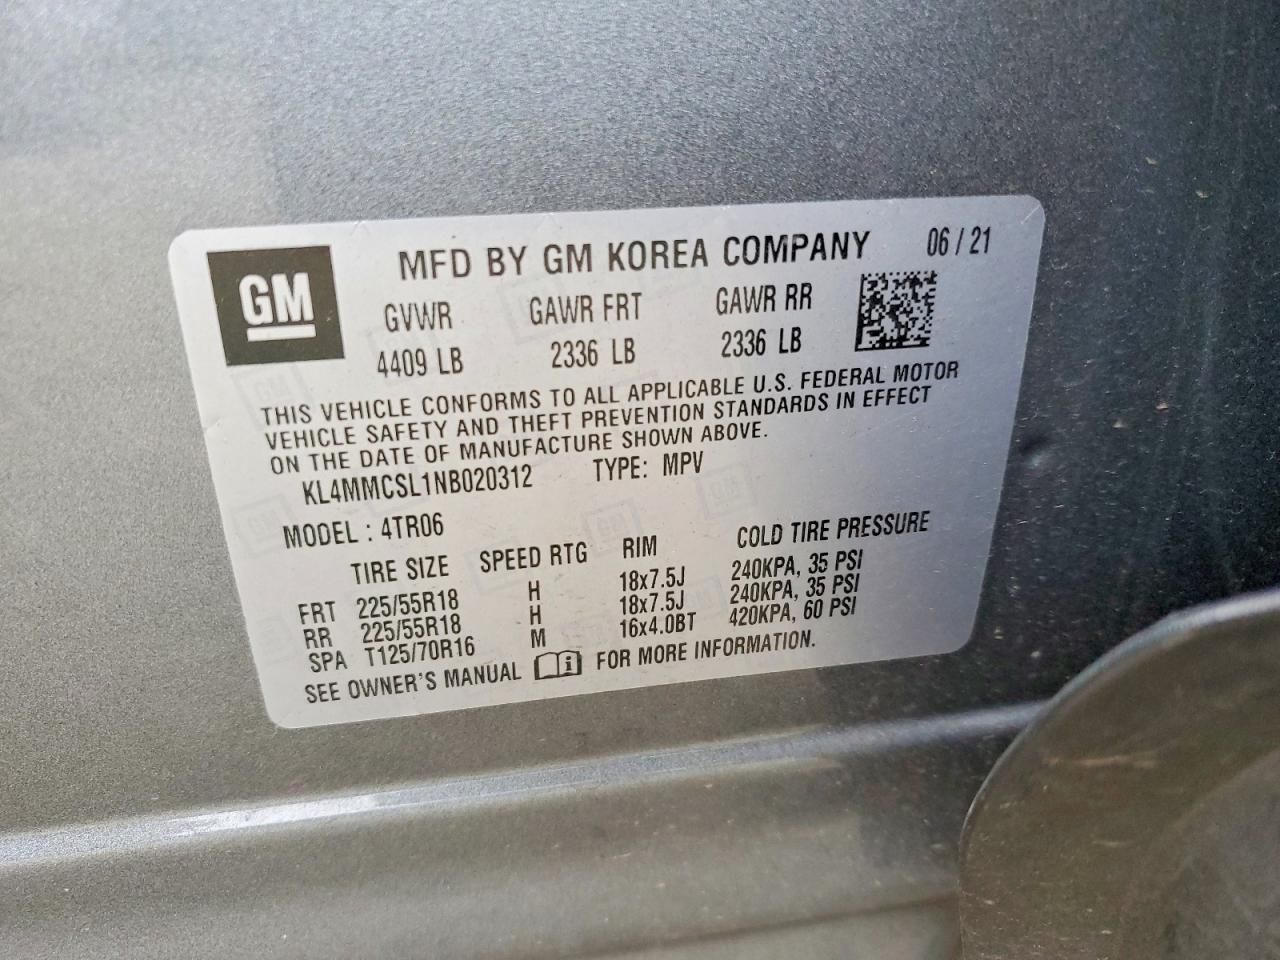 GM
MFD BY GM KOREA COMPANY 06 / 21
GVWR GAWR FRT GAWR RR
4409 LB 2336 LB 2336 LB
THIS VEHICLE CONFORMS TO ALL APPLICABLE U.S. FEDERAL MOTOR
VEHICLE SAFETY AND THEFT PREVENTION STANDARDS IN EFFECT
ON THE DATE OF MANUFACTURE SHOWN ABOVE.
KL4MMCSL1NB020312 TYPE: MPV
MODEL : 4TR06
TIRE SIZE SPEED RTG RIM COLD TIRE PRESSURE
FRT 225/55R18 H 18x7.5J 240KPA, 35 PSI
RR 225/55R18 H 18x7.5J 240KPA, 35 PSI
SPA T125/70R16 M 16x4.0BT 420KPA, 60 PSI
SEE OWNER'S MANUAL FOR MORE INFORMATION.